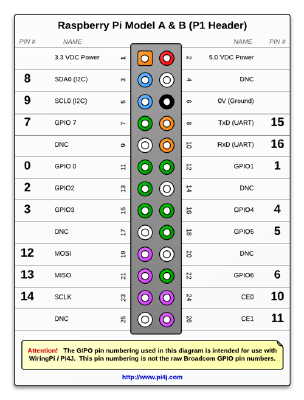 Raspberry Pi Model A & B (P1 Header)
PIN # NAME NAME PIN #
3.3 VDC Power 1 2 5.0 VDC Power
8 SDA0 (I2C) 3 4 DNC
9 SCL0 (I2C) 5 6 0V (Ground)
7 GPIO 7 7 8 TxD (UART) 15
DNC 9 10 RxD (UART) 16
0 GPIO 0 11 12 GPIO1 1
2 GPIO2 13 14 DNC
3 GPIO3 15 16 GPIO4 4
DNC 17 18 GPIO5 5
12 MOSI 19 20 DNC
13 MISO 21 22 GPIO6 6
14 SCLK 23 24 CE0 10
DNC 25 26 CE1 11
Attention! The GIPO pin numbering used in this diagram is intended for use with
WiringPi / Pi4J. This pin numbering is not the raw Broadcom GPIO pin numbers.
http://www.pi4j.com